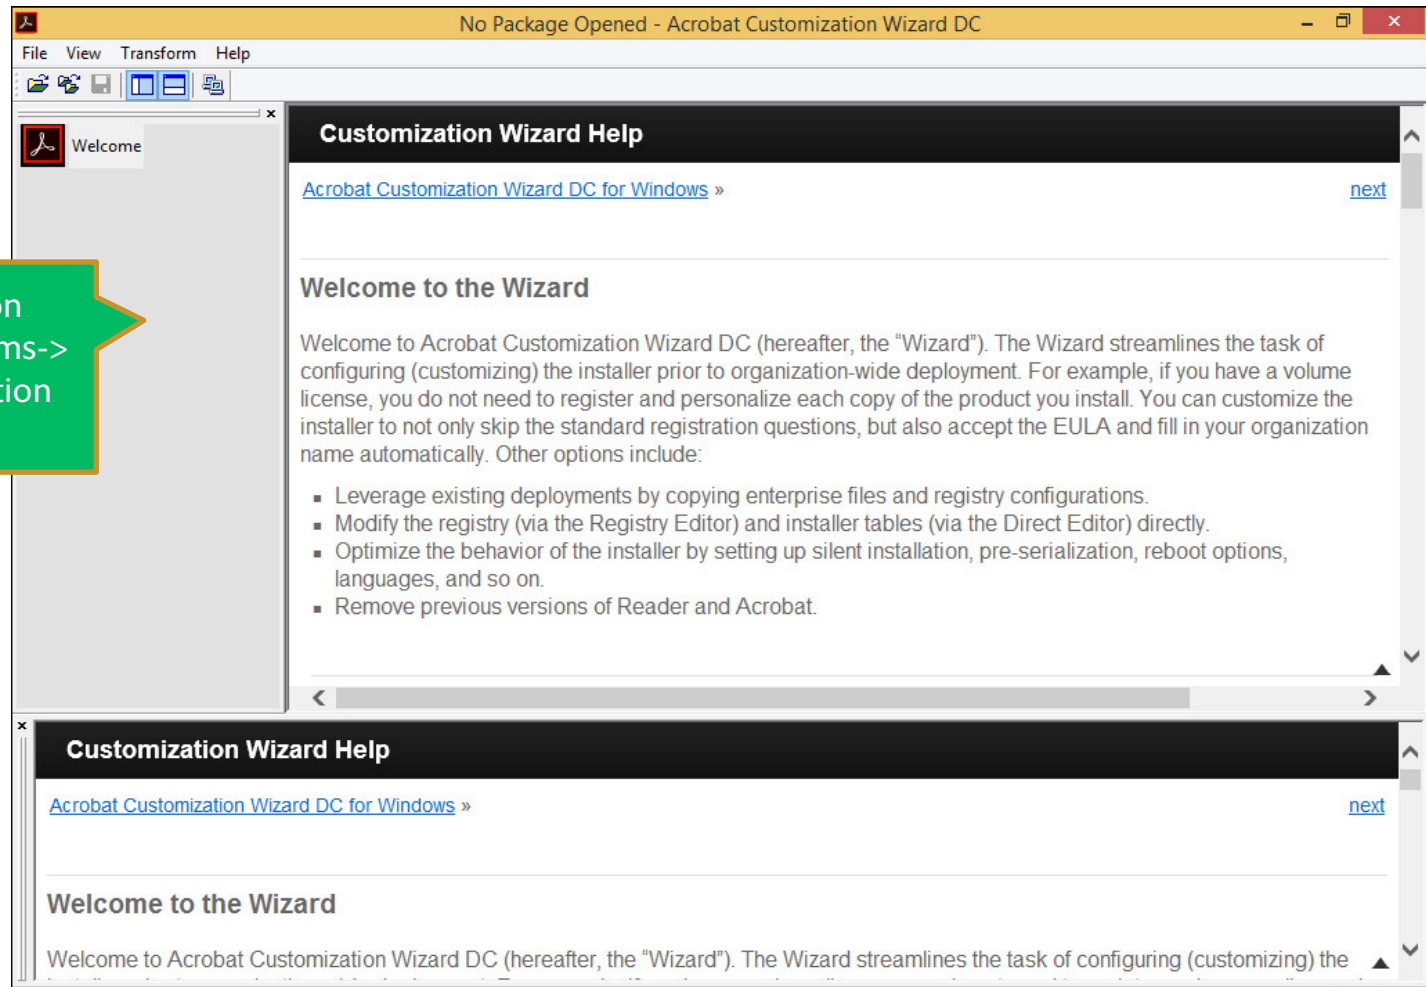 No Package Opened - Acrobat Customization Wizard DC
File View Transform Help
Welcome
on
ms->
tion
Customization Wizard Help
Acrobat Customization Wizard DC for Windows »
next
Welcome to the Wizard
Welcome to Acrobat Customization Wizard DC (hereafter, the “Wizard”). The Wizard streamlines the task of
configuring (customizing) the installer prior to organization-wide deployment. For example, if you have a volume
license, you do not need to register and personalize each copy of the product you install. You can customize the
installer to not only skip the standard registration questions, but also accept the EULA and fill in your organization
name automatically. Other options include:
▪ Leverage existing deployments by copying enterprise files and registry configurations.
▪ Modify the registry (via the Registry Editor) and installer tables (via the Direct Editor) directly.
▪ Optimize the behavior of the installer by setting up silent installation, pre-serialization, reboot options,
languages, and so on.
▪ Remove previous versions of Reader and Acrobat.
Customization Wizard Help
Acrobat Customization Wizard DC for Windows »
next
Welcome to the Wizard
Welcome to Acrobat Customization Wizard DC (hereafter, the “Wizard”). The Wizard streamlines the task of configuring (customizing) the